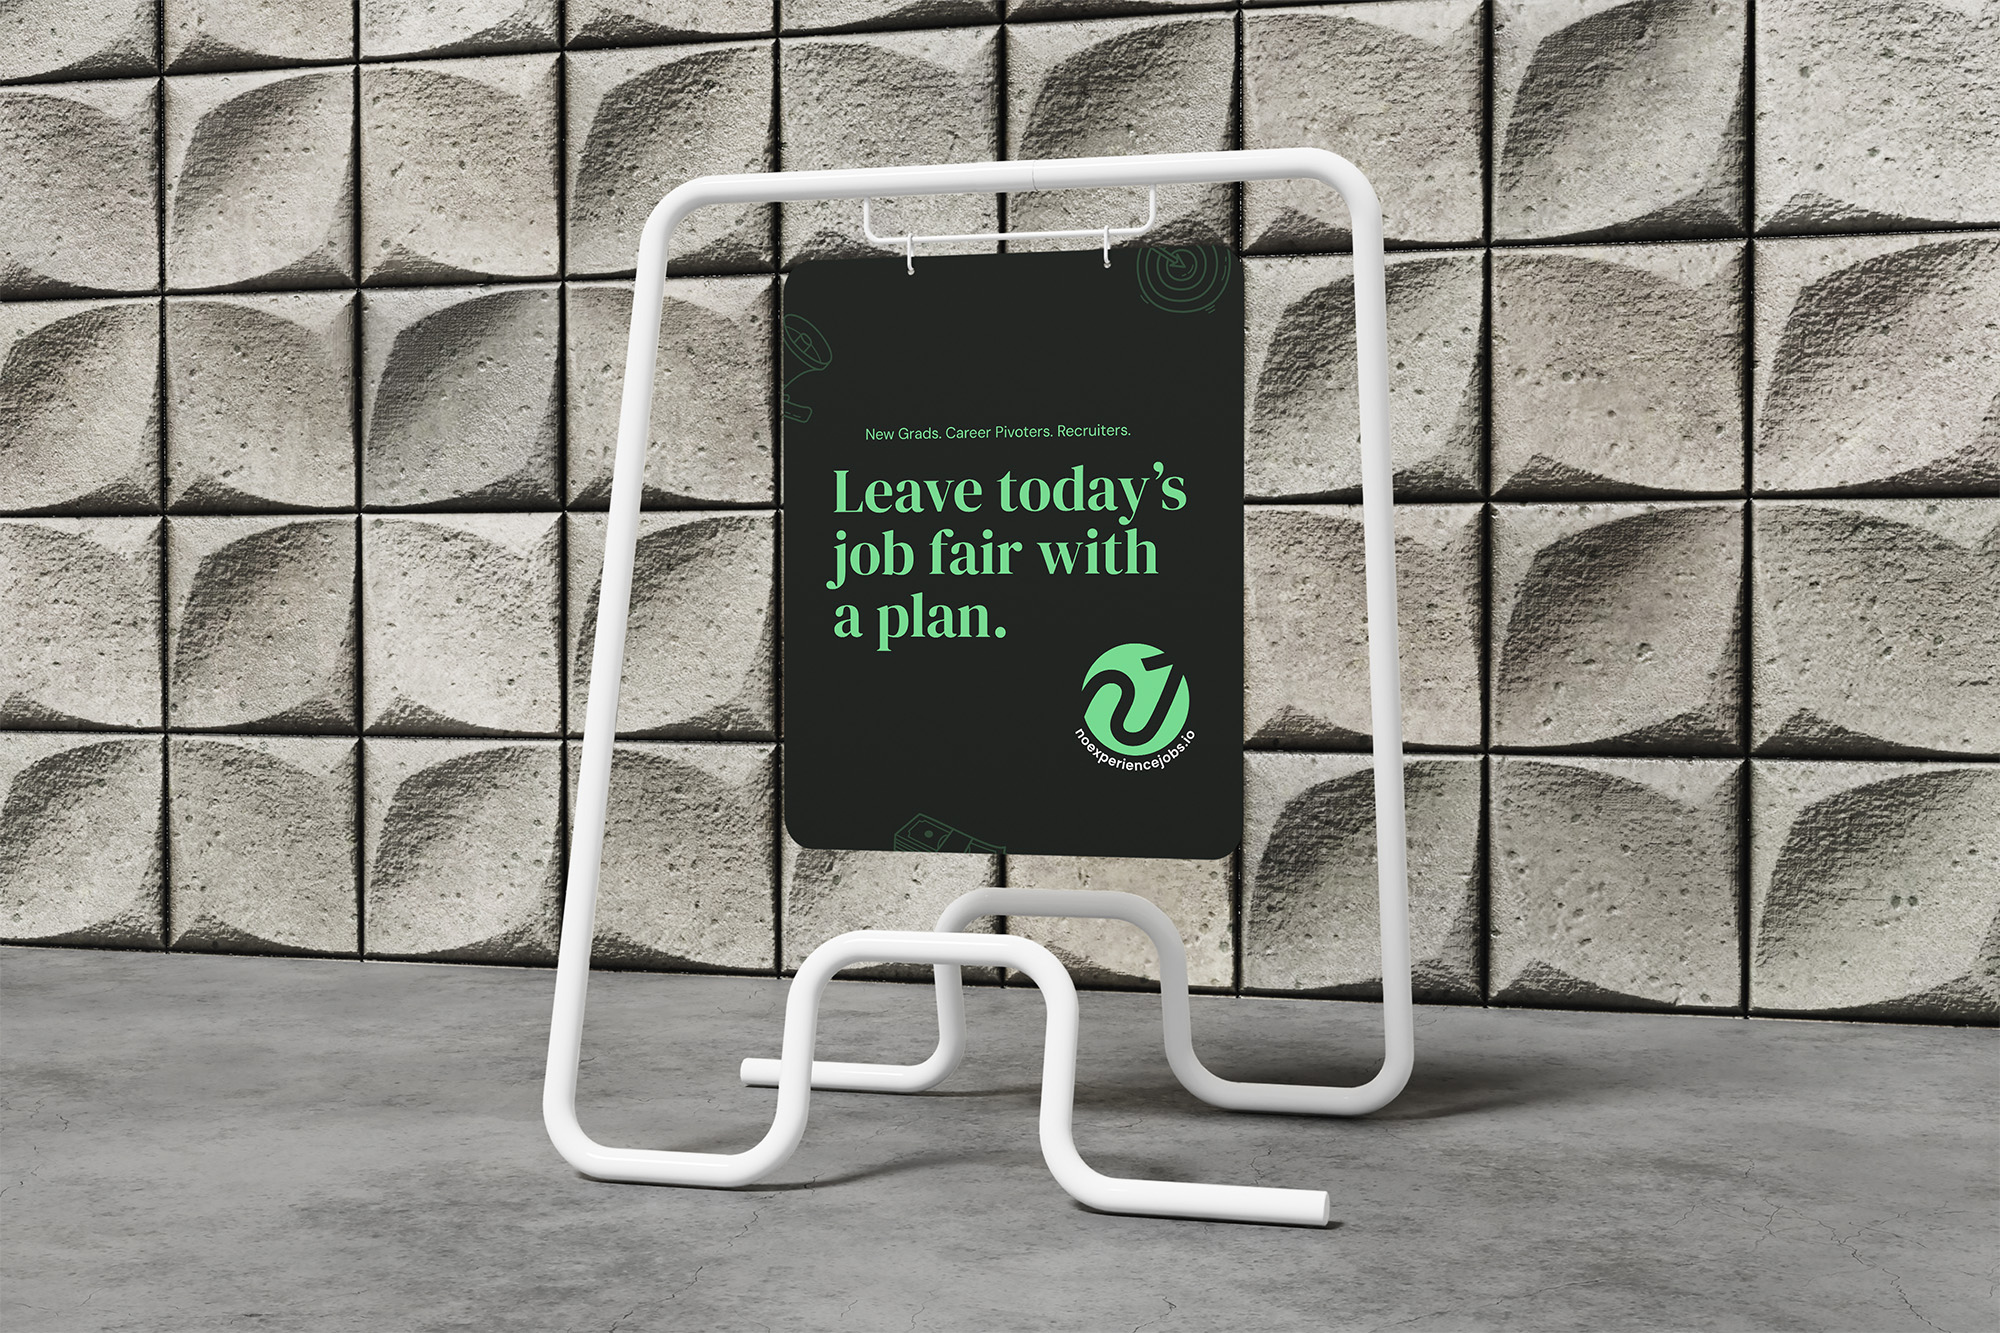 New Grads. Career Pivoters. Recruiters.
Leave today’s
job fair with
a plan.
noexperiencejobs.io